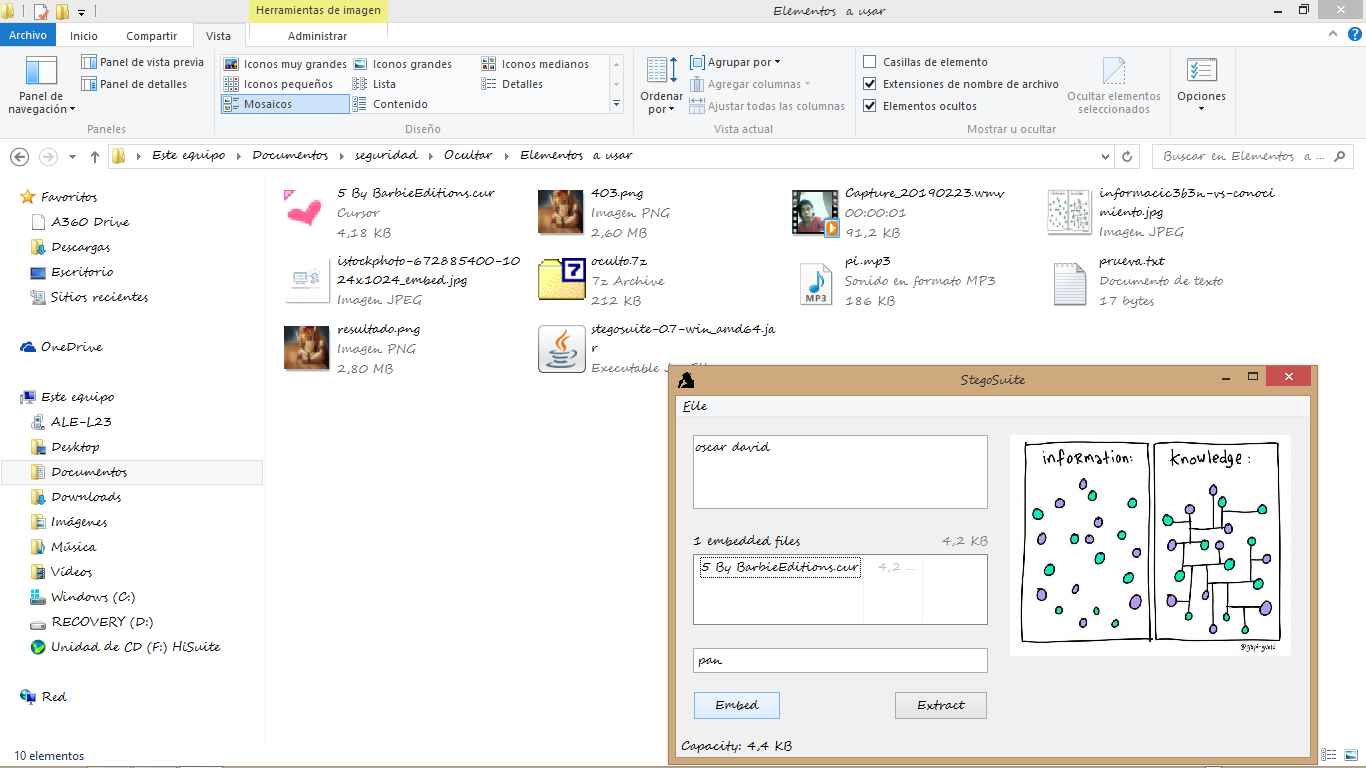 Herramientas de imagen
Elementos a usar
Archivo
Inicio
Compartir
Vista
Administrar
Panel de navegación
Panel de vista previa
Panel de detalles
Paneles
Iconos muy grandes
Iconos grandes
Iconos medianos
Iconos pequeños
Lista
Detalles
Mosaicos
Contenido
Diseño
Ordenar por
Agrupar por
Agregar columnas
Ajustar todas las columnas
Vista actual
Casillas de elemento
Extensiones de nombre de archivo
Elementos ocultos
Ocultar elementos seleccionados
Mostrar u ocultar
Opciones
Este equipo
Documentos
seguridad
Ocultar
Elementos a usar
Buscar en Elementos a ...
Favoritos
A360 Drive
Descargas
Escritorio
Sitios recientes
OneDrive
Este equipo
ALE-L23
Desktop
Documentos
Downloads
Imágenes
Música
Vídeos
Windows (C:)
RECOVERY (D:)
Unidad de CD (F:) HiSuite
Red
5 By BarbieEditions.cur
Cursor
4,18 KB
403.png
Imagen PNG
2,60 MB
Capture_20190223.wmv
00:00:01
91,2 KB
informacic3b3n-vs-conoci
miento.jpg
Imagen JPEG
istockphoto-672885400-10
24x1024_embed.jpg
Imagen JPEG
7
oculto.7z
7z Archive
212 KB
MP3
pi.mp3
Sonido en formato MP3
186 KB
prueva.txt
Documento de texto
17 bytes
resultado.png
Imagen PNG
2,80 MB
stegosuite-0.7-win_amd64.ja
r
Executable
StegoSuite
File
oscar david
1 embedded files
4,2 KB
5 By BarbieEditions.cur
4,2 ...
pan
Embed
Extract
Capacity: 4,4 KB
information:
knowledge:
10 elementos